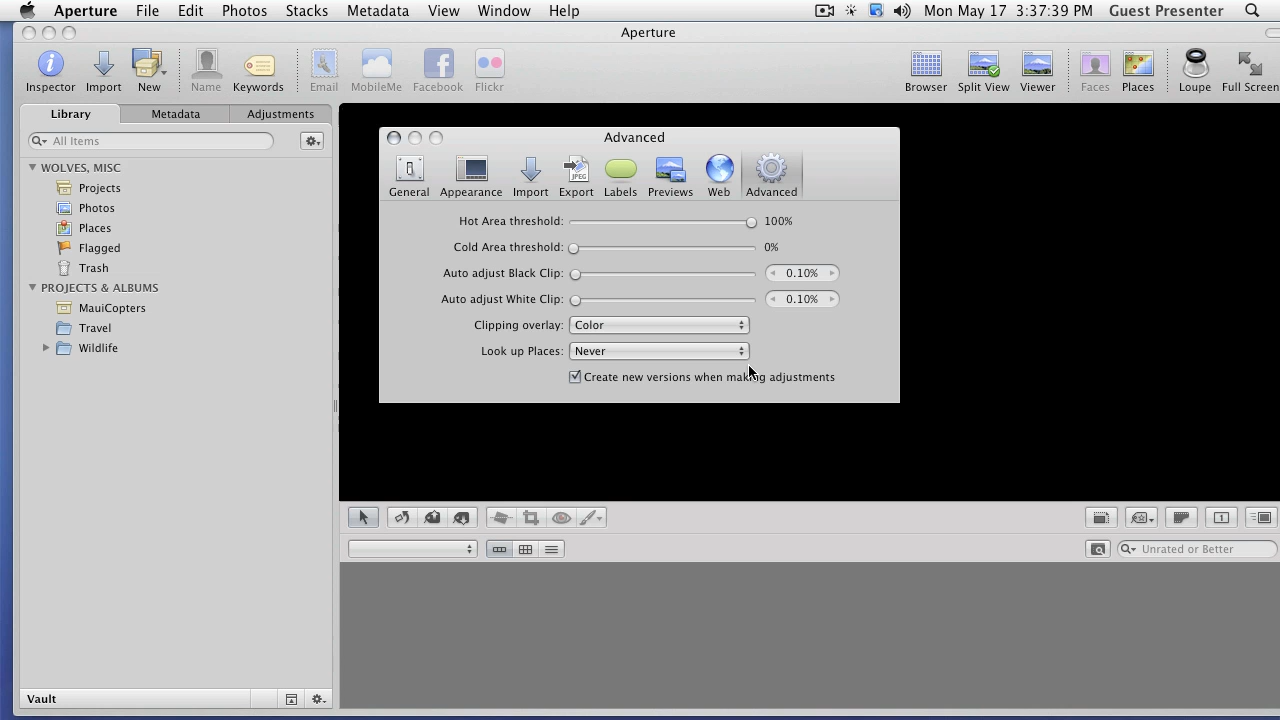 Aperture File Edit Photos Stacks Metadata View Window Help Mon May 17 3:37:39 PM Guest Presenter
Aperture
Inspector Import New Name Keywords Email MobileMe Facebook Flickr Browser Split View Viewer Faces Places Loupe Full Screen
Library Metadata Adjustments
All Items
WOLVES, MISC
Projects
Photos
Places
Flagged
Trash
PROJECTS & ALBUMS
MauiCopters
Travel
Wildlife
Vault
Advanced
General Appearance Import Export Labels Previews Web Advanced
JPEG
Hot Area threshold: 100%
Cold Area threshold: 0%
Auto adjust Black Clip: 0.10%
Auto adjust White Clip: 0.10%
Clipping overlay: Color
Look up Places: Never
Create new versions when making adjustments
1
Unrated or Better